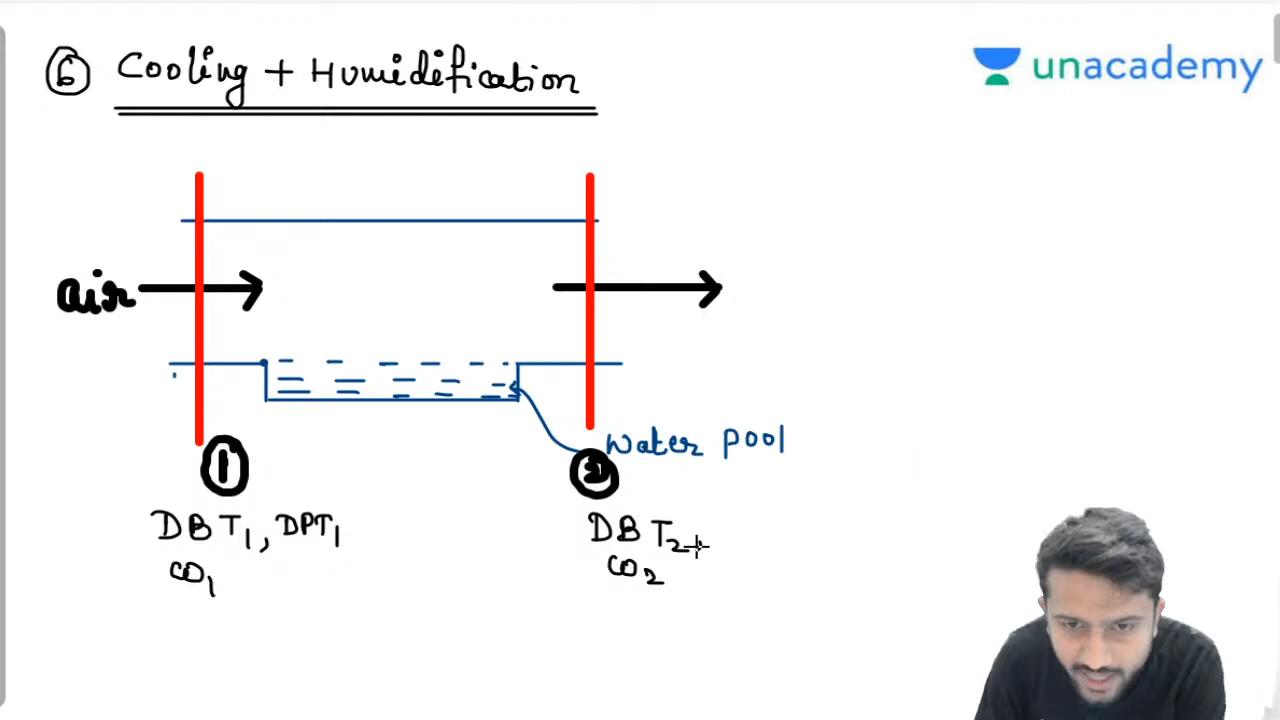 ⑥ Cooling + Humidification
unacademy
air
water pool
① ②
DBT₁, DPT₁ DBT₂
ω₁ ω₂